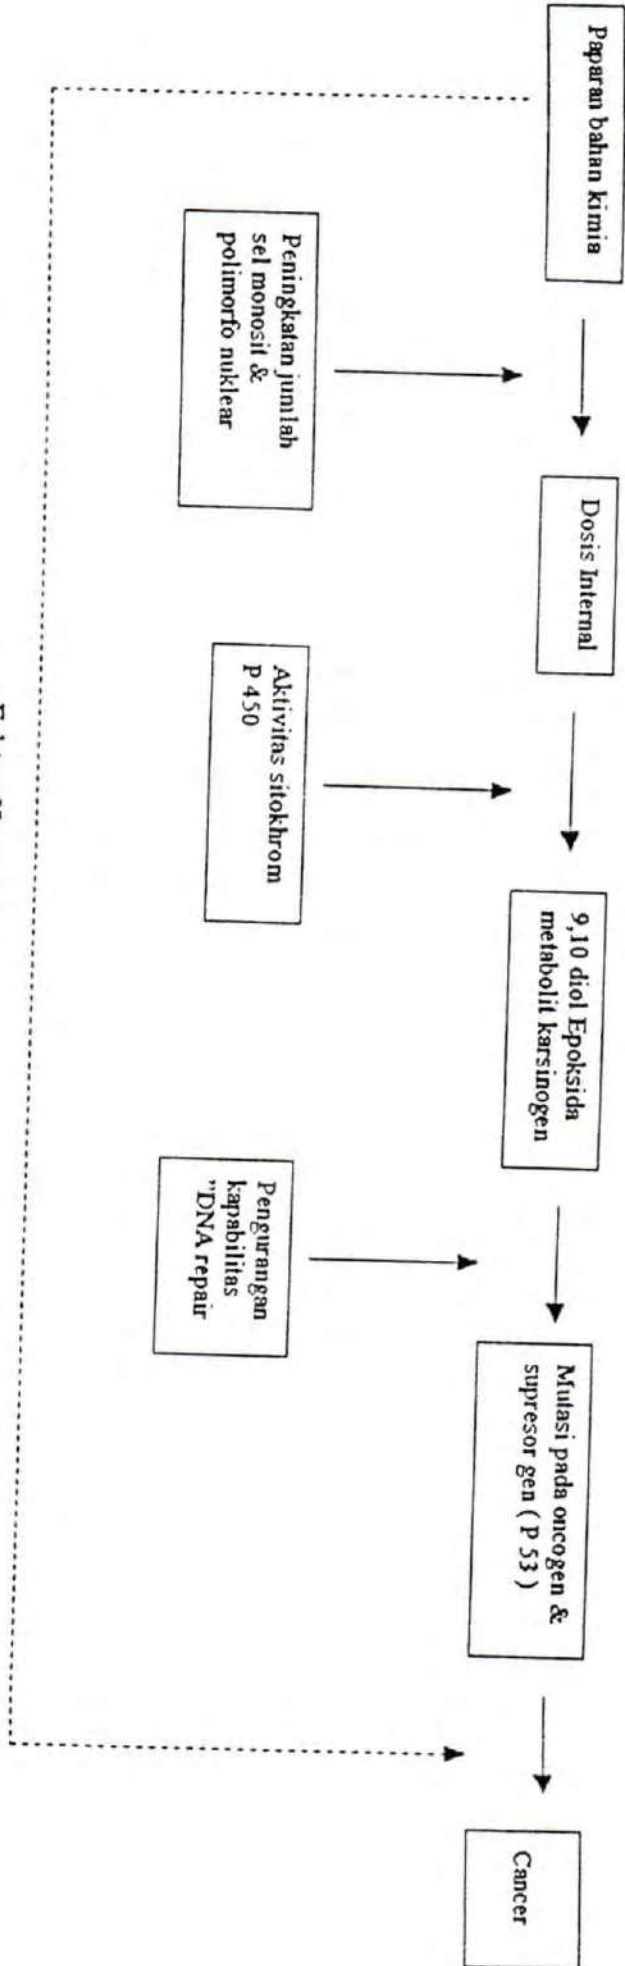 Paparan bahan kimia
Dosis Internal
9,10 diol Epoksida
metabolit karsinogen
Mutasi pada oncogen &
supresor gen ( P 53 )
Cancer
Peningkatan jumlah
sel monosit &
polimorfo nuklear
Aktivitas sitokhrom
P 450
Pengurangan
kapabilitas
"DNA repair